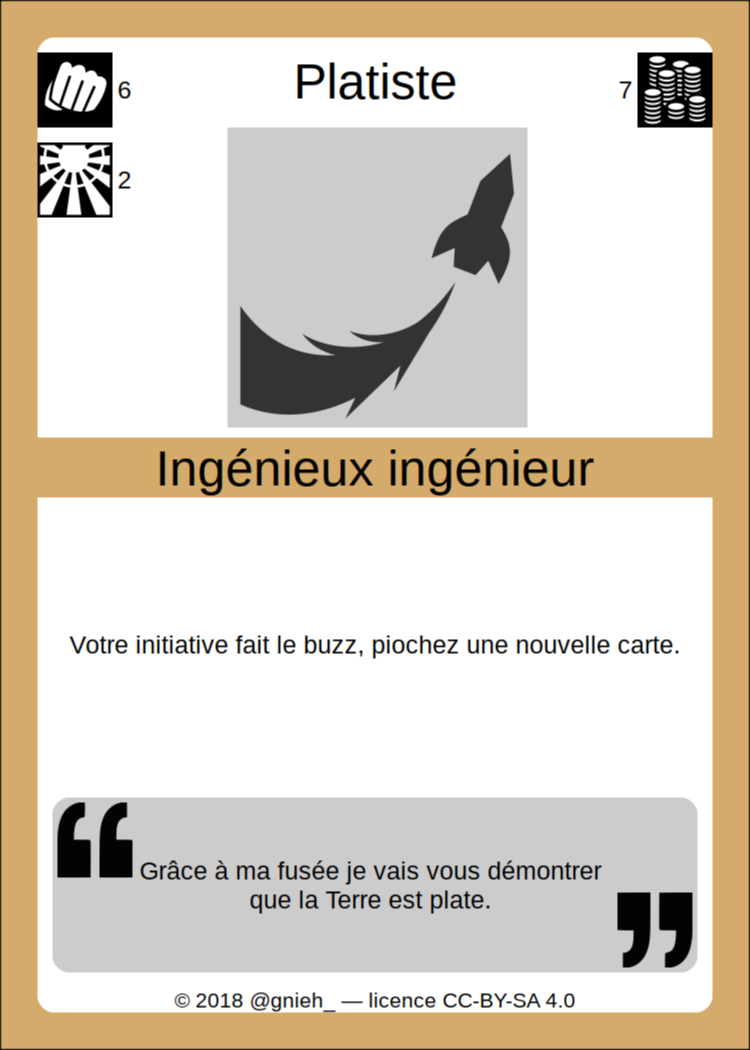 6
Platiste
7
2
Ingénieux ingénieur
Votre initiative fait le buzz, piochez une nouvelle carte.
“
Grâce à ma fusée je vais vous démontrer
que la Terre est plate.
”
© 2018 @gnieh_ — licence CC-BY-SA 4.0